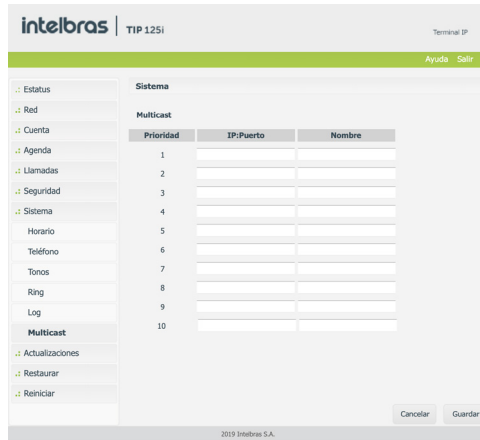 intelbras TIP 125i
Terminal IP
Ayuda Salir
.: Estatus
.: Red
.: Cuenta
.: Agenda
.: Llamadas
.: Seguridad
.: Sistema
Horario
Teléfono
Tonos
Ring
Log
Multicast
.: Actualizaciones
.: Restaurar
.: Reiniciar
Sistema
Multicast
Prioridad IP:Puerto Nombre
1
2
3
4
5
6
7
8
9
10
Cancelar Guardar
2019 Intelbras S.A.